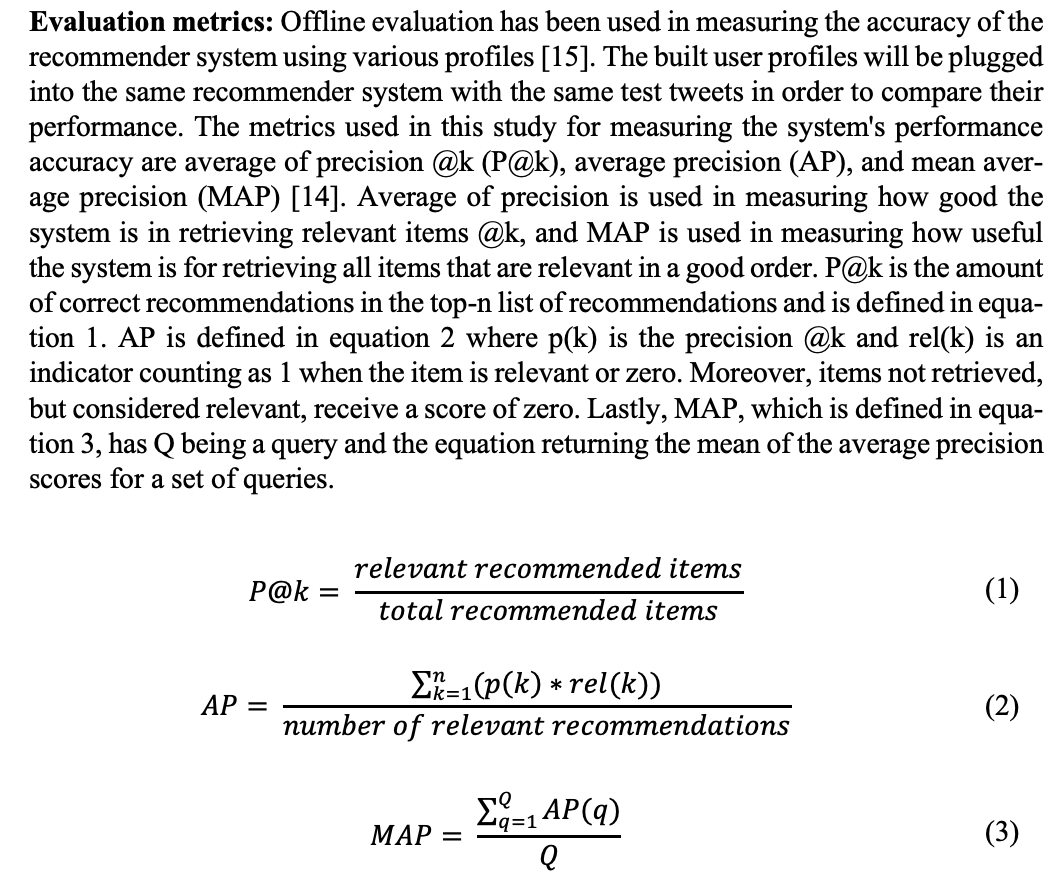 Evaluation metrics: Offline evaluation has been used in measuring the accuracy of the
recommender system using various profiles [15]. The built user profiles will be plugged
into the same recommender system with the same test tweets in order to compare their
performance. The metrics used in this study for measuring the system's performance
accuracy are average of precision @k (P@k), average precision (AP), and mean aver-
age precision (MAP) [14]. Average of precision is used in measuring how good the
system is in retrieving relevant items @k, and MAP is used in measuring how useful
the system is for retrieving all items that are relevant in a good order. P@k is the amount
of correct recommendations in the top-n list of recommendations and is defined in equa-
tion 1. AP is defined in equation 2 where p(k) is the precision @k and rel(k) is an
indicator counting as 1 when the item is relevant or zero. Moreover, items not retrieved,
but considered relevant, receive a score of zero. Lastly, MAP, which is defined in equa-
tion 3, has Q being a query and the equation returning the mean of the average precision
scores for a set of queries.
P@k = \frac{relevant recommended items}{total recommended items} (1)
AP = \frac{\sum_{k=1}^{n}(p(k) * rel(k))}{number of relevant recommendations} (2)
MAP = \frac{\sum_{q=1}^{Q} AP(q)}{Q} (3)